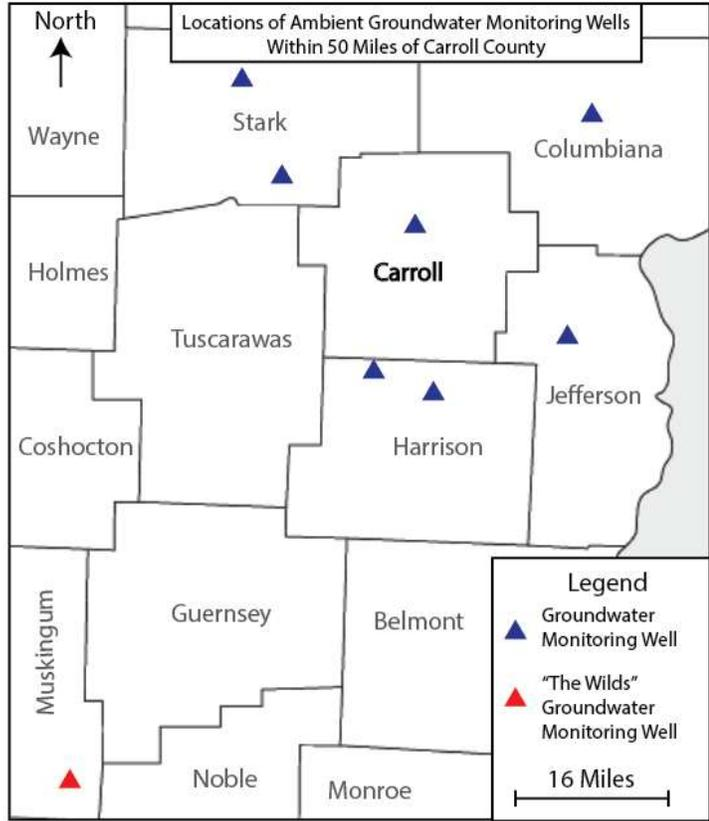 North
Locations of Ambient Groundwater Monitoring Wells
Within 50 Miles of Carroll County
Wayne
Stark
Columbiana
Holmes
Carroll
Tuscarawas
Jefferson
Coshocton
Harrison
Muskingum
Guernsey
Belmont
Noble
Monroe
Legend
Groundwater
Monitoring Well
"The Wilds"
Groundwater
Monitoring Well
16 Miles